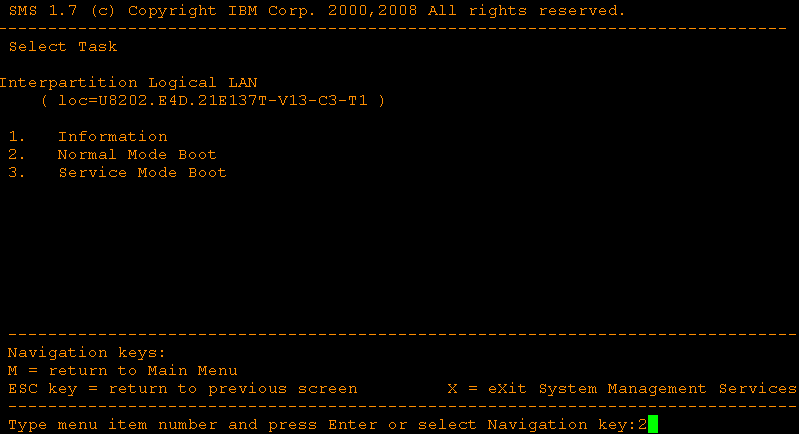 SMS 1.7 (c) Copyright IBM Corp. 2000,2008 All rights reserved.
-------------------------------------------------------------------------------
Select Task
Interpartition Logical LAN
( loc=U8202.E4D.21E137T-V13-C3-T1 )
1. Information
2. Normal Mode Boot
3. Service Mode Boot
-------------------------------------------------------------------------------
Navigation keys:
M = return to Main Menu
ESC key = return to previous screen X = eXit System Management Services
-------------------------------------------------------------------------------
Type menu item number and press Enter or select Navigation key:2